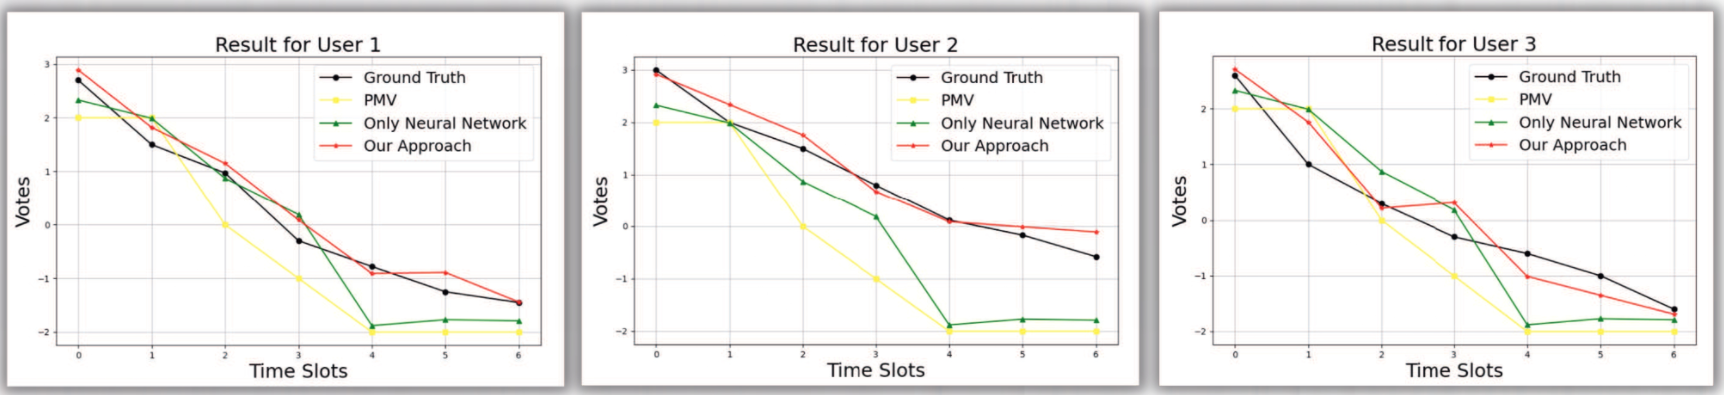 Result for User 1
3
2
1
0
−1
−2
Votes
Ground Truth
PMV
Only Neural Network
Our Approach
0 1 2 3 4 5 6
Time Slots
Result for User 2
3
2
1
0
−1
−2
Votes
Ground Truth
PMV
Only Neural Network
Our Approach
0 1 2 3 4 5 6
Time Slots
Result for User 3
2
1
0
−1
−2
Votes
Ground Truth
PMV
Only Neural Network
Our Approach
0 1 2 3 4 5 6
Time Slots